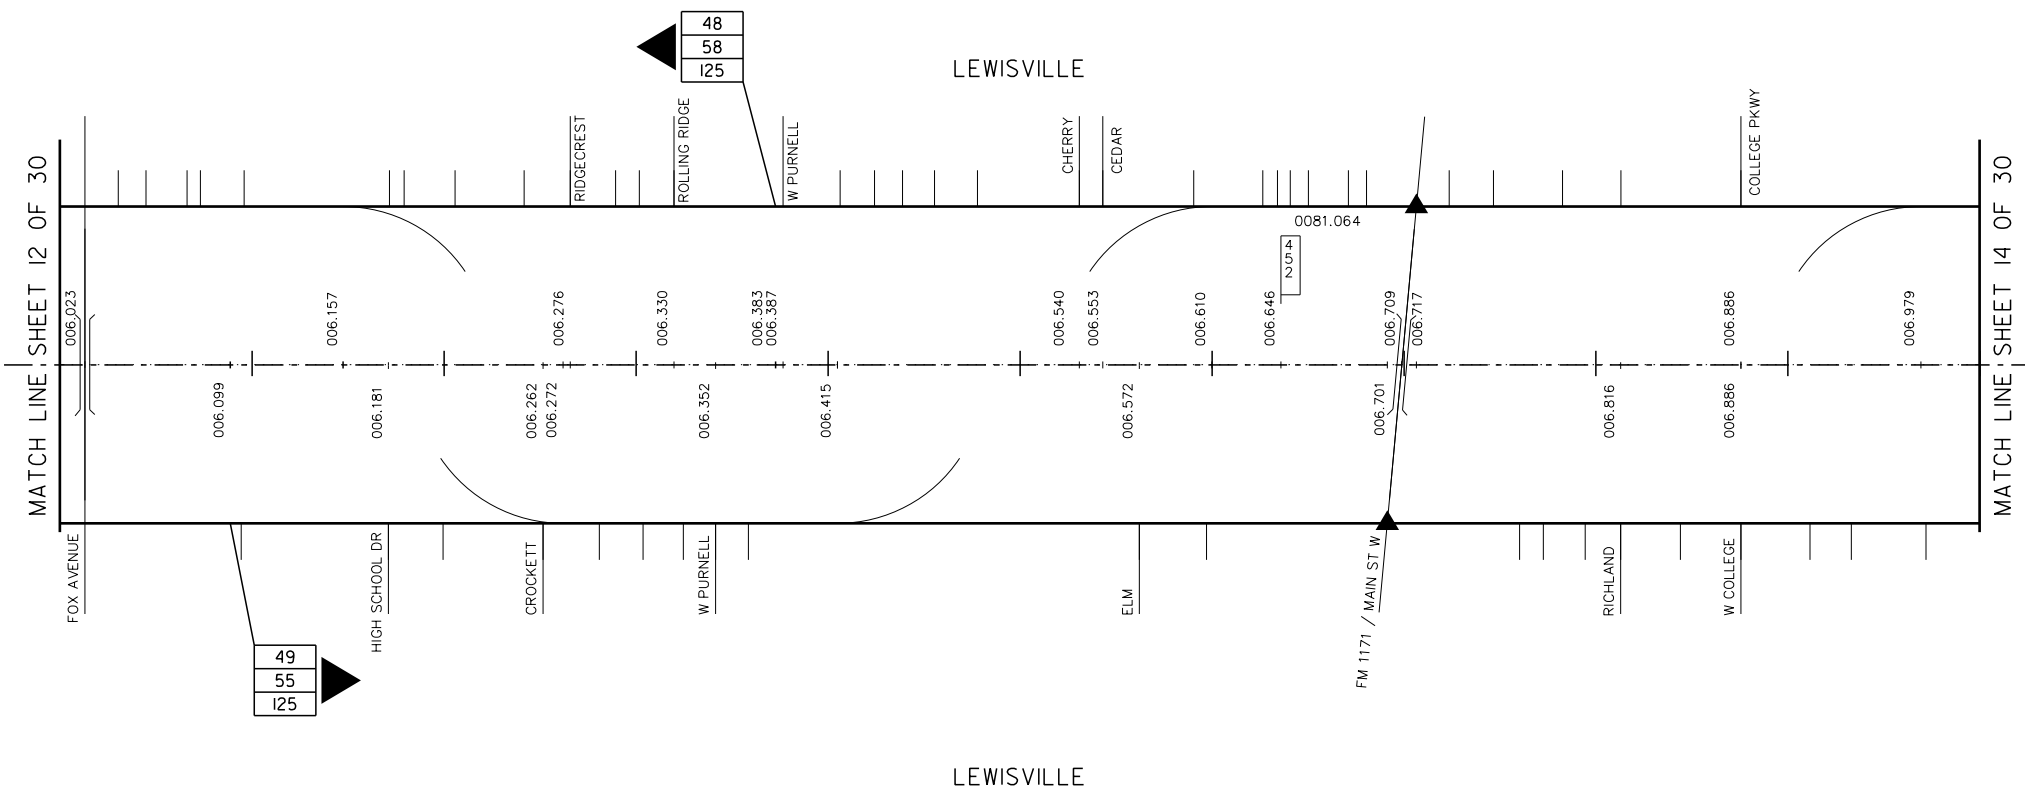 48
58
125
LEWISVILLE
RIDGECREST
ROLLING RIDGE
W PURNELL
CHERRY
CEDAR
COLLEGE PKWY
MATCH LINE SHEET 12 OF 30
0081.064
452
006.023
006.157
006.276
006.330
006.383
006.387
006.540
006.553
006.610
006.646
006.709
006.717
006.886
006.979
006.099
006.181
006.262
006.272
006.352
006.415
006.572
006.701
006.816
006.886
MATCH LINE SHEET 14 OF 30
FOX AVENUE
HIGH SCHOOL DR
CROCKETT
W PURNELL
ELM
FM 1171 / MAIN ST W
RICHLAND
W COLLEGE
49
55
125
LEWISVILLE